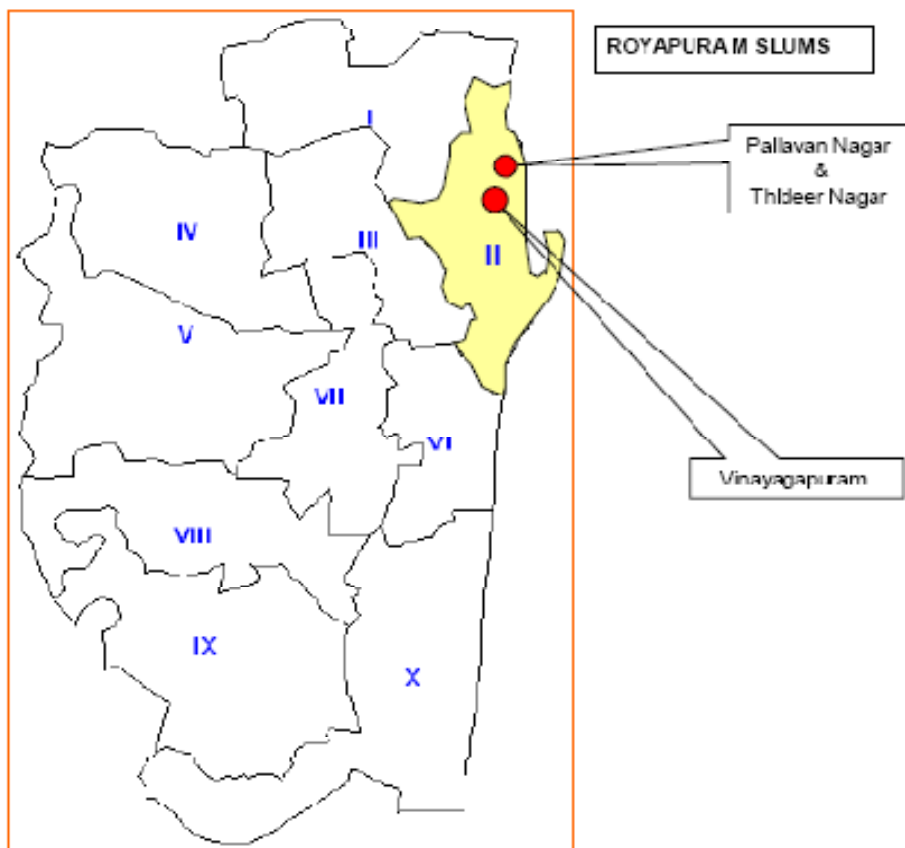 ROYAPURAM SLUMS
I
Pallavan Nagar
&
Thideer Nagar
IV
III
II
V
VII
VI
Vinayagapuram
VIII
IX
X